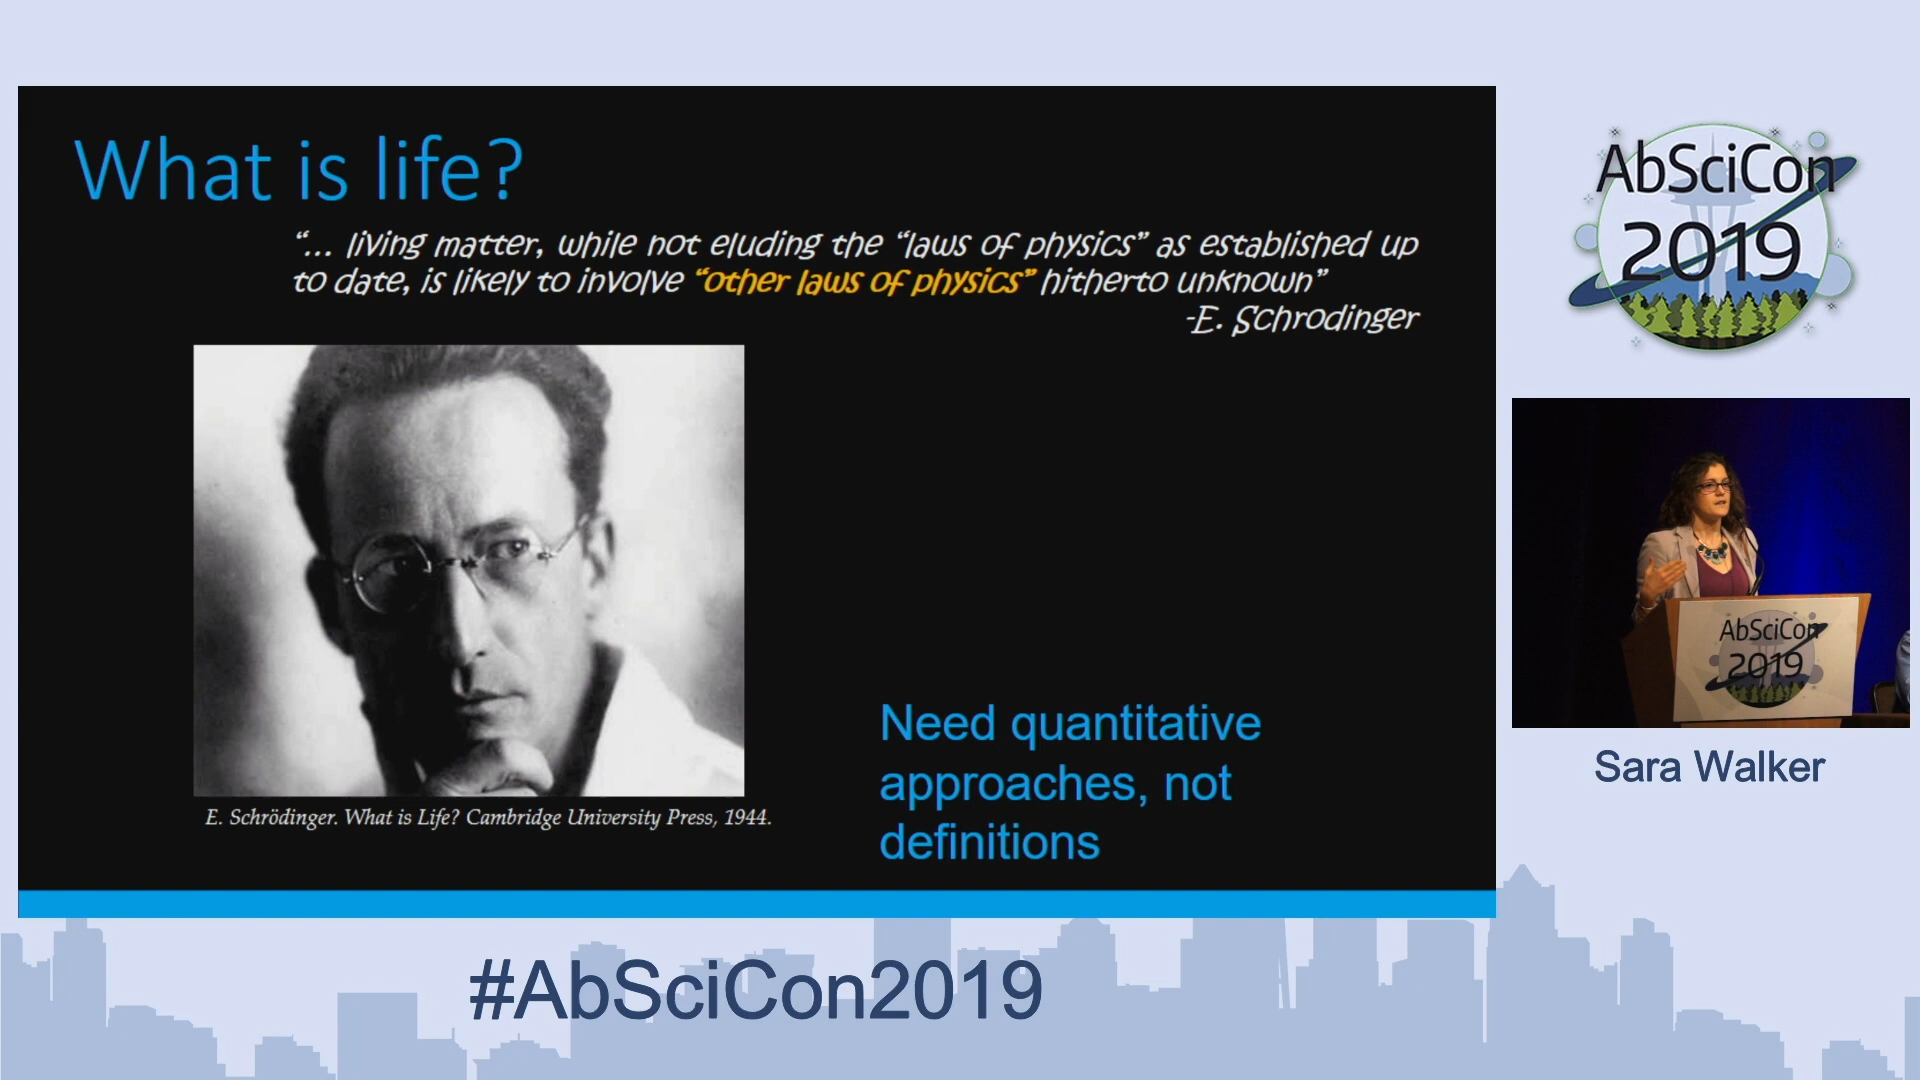 What is life?
“... living matter, while not eluding the “laws of physics” as established up
to date, is likely to involve “other laws of physics” hitherto unknown”
-E. Schrodinger
E. Schrödinger. What is Life? Cambridge University Press, 1944.
Need quantitative
approaches, not
definitions
AbSciCon
2019
AbSciCon
2019
Sara Walker
#AbSciCon2019